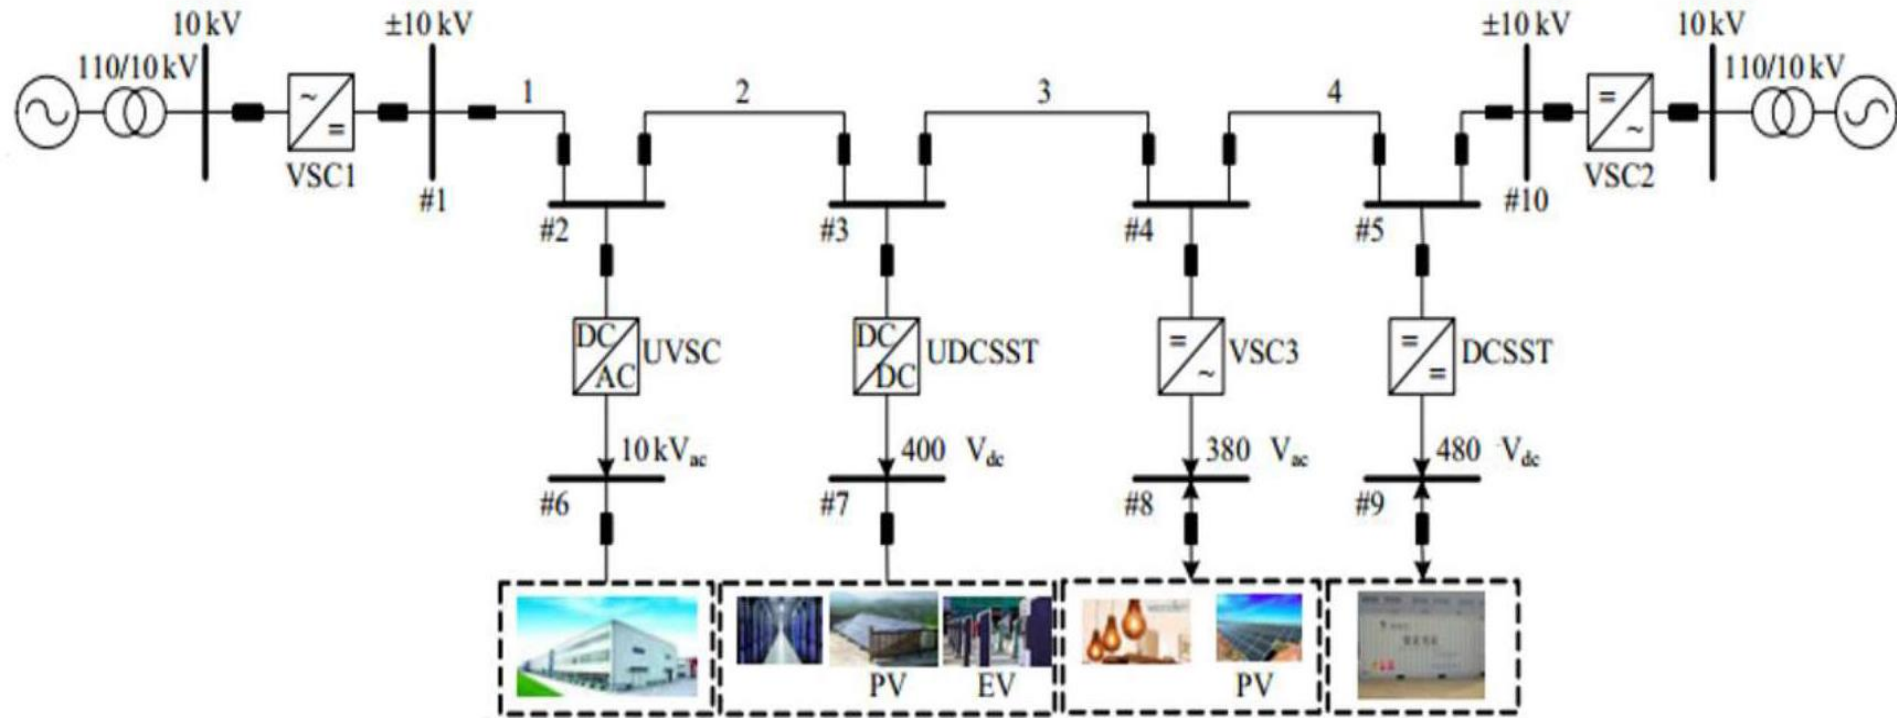 10 kV
±10 kV
±10 kV
10 kV
110/10 kV
110/10 kV
1
2
3
4
~
=
=
~
VSC1
VSC2
#1
#10
#2
#3
#4
#5
DC
AC
UVSC
DC
DC
UDCSST
=
~
VSC3
=
=
DCSST
10 kVac
400 Vdc
380 Vac
480 Vdc
#6
#7
#8
#9
PV
EV
PV